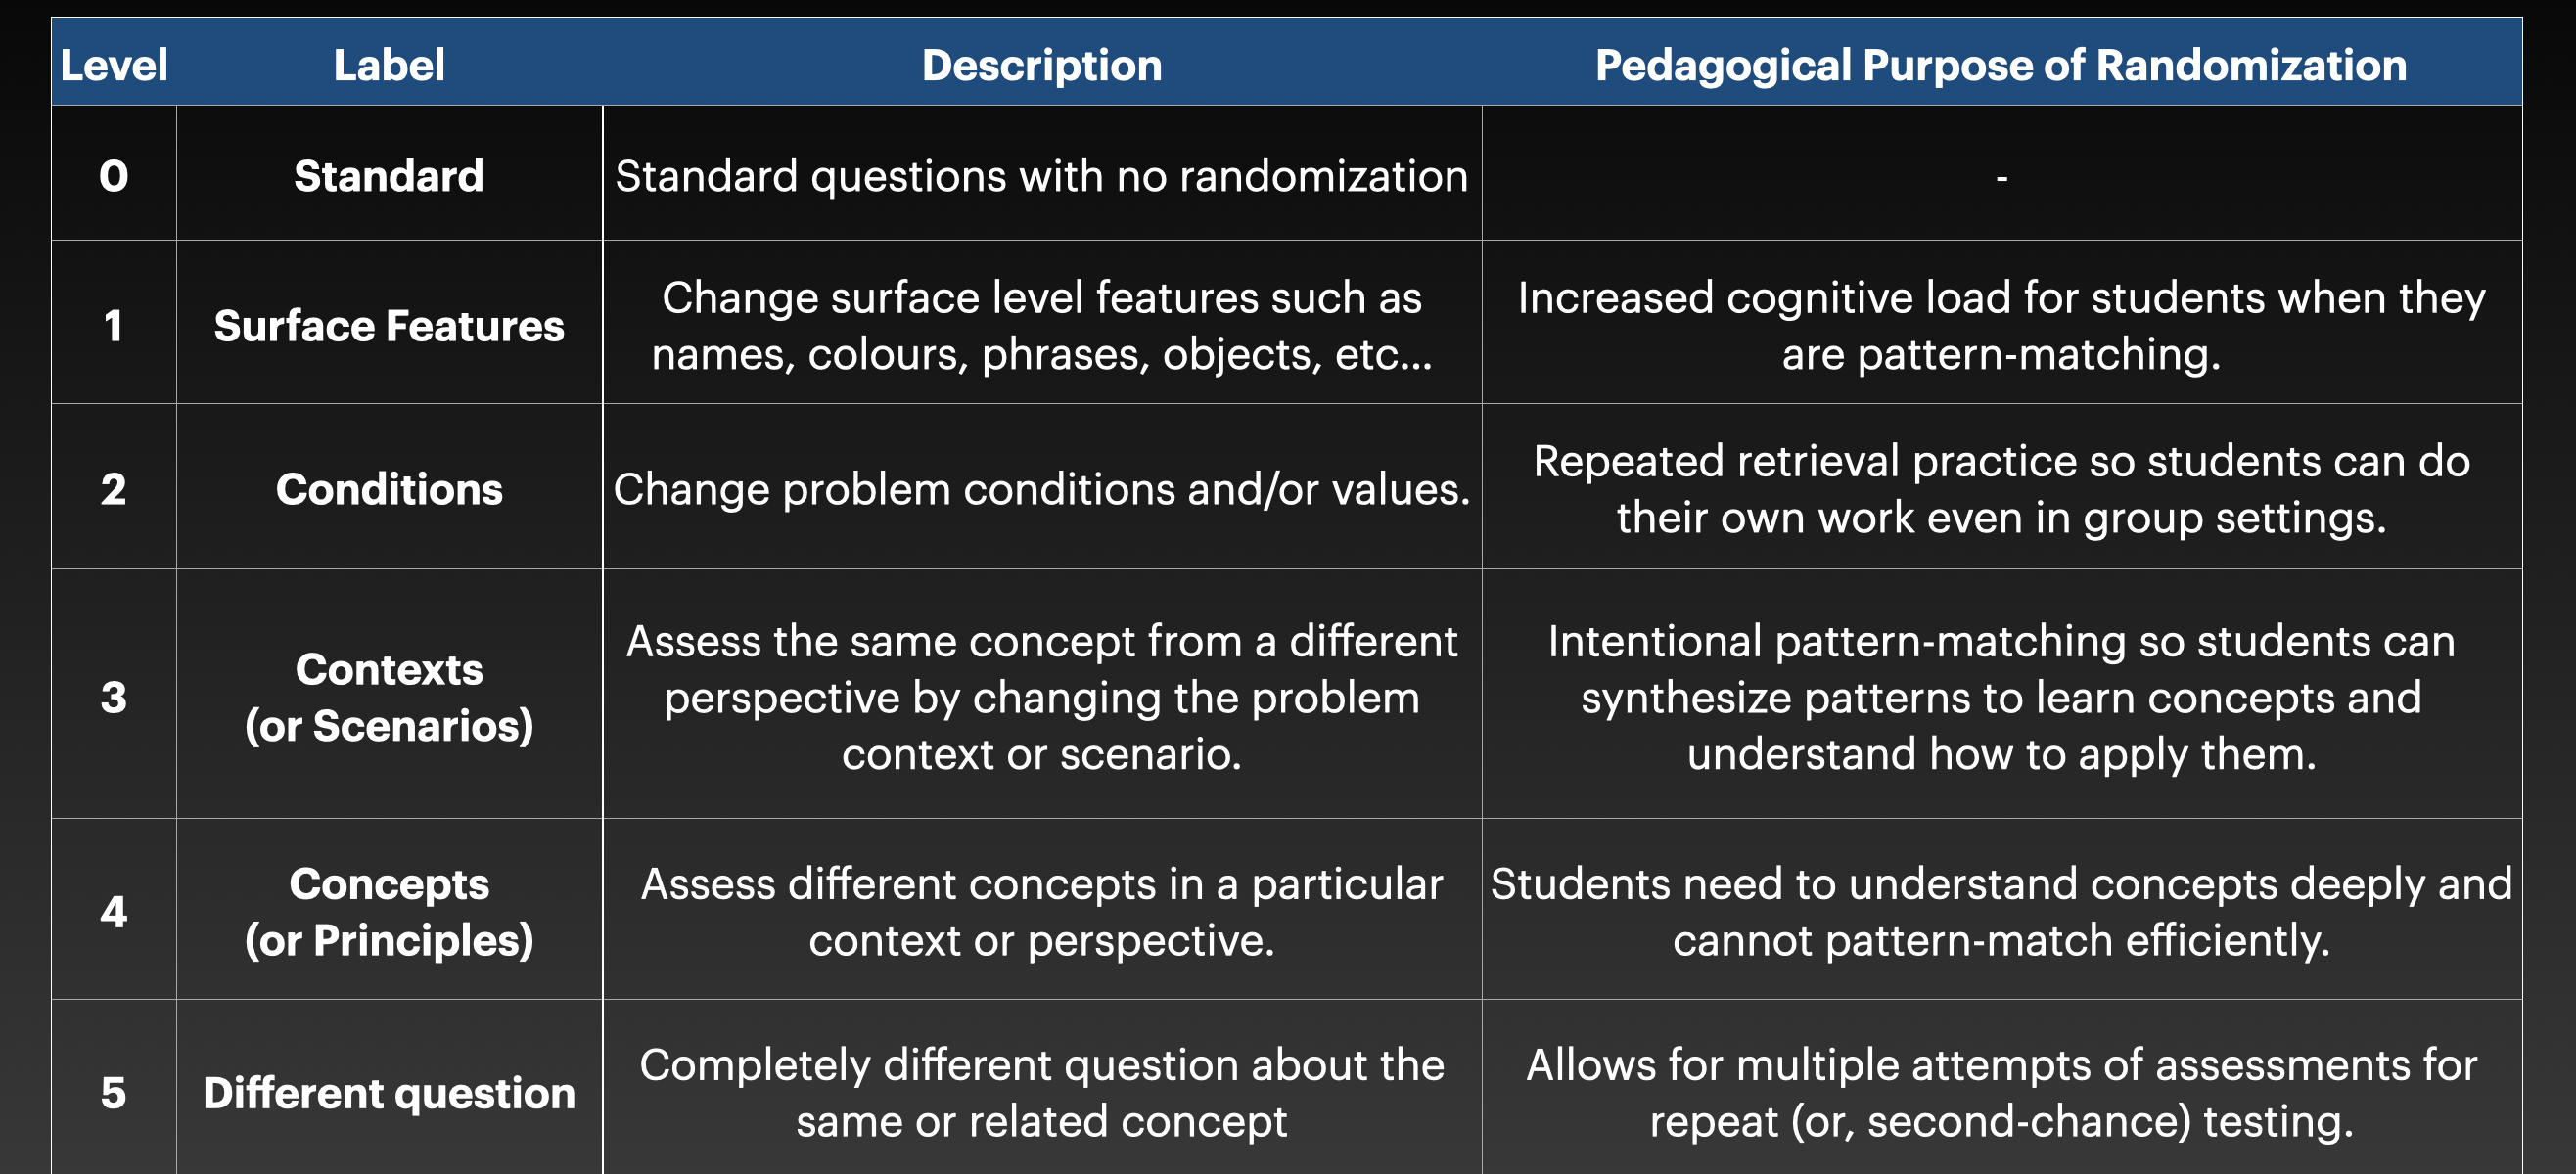 Level Label Description Pedagogical Purpose of Randomization
0 Standard Standard questions with no randomization -
1 Surface Features Change surface level features such as
names, colours, phrases, objects, etc... Increased cognitive load for students when they
are pattern-matching.
2 Conditions Change problem conditions and/or values. Repeated retrieval practice so students can do
their own work even in group settings.
3 Contexts
(or Scenarios) Assess the same concept from a different
perspective by changing the problem
context or scenario. Intentional pattern-matching so students can
synthesize patterns to learn concepts and
understand how to apply them.
4 Concepts
(or Principles) Assess different concepts in a particular
context or perspective. Students need to understand concepts deeply and
cannot pattern-match efficiently.
5 Different question Completely different question about the
same or related concept Allows for multiple attempts of assessments for
repeat (or, second-chance) testing.